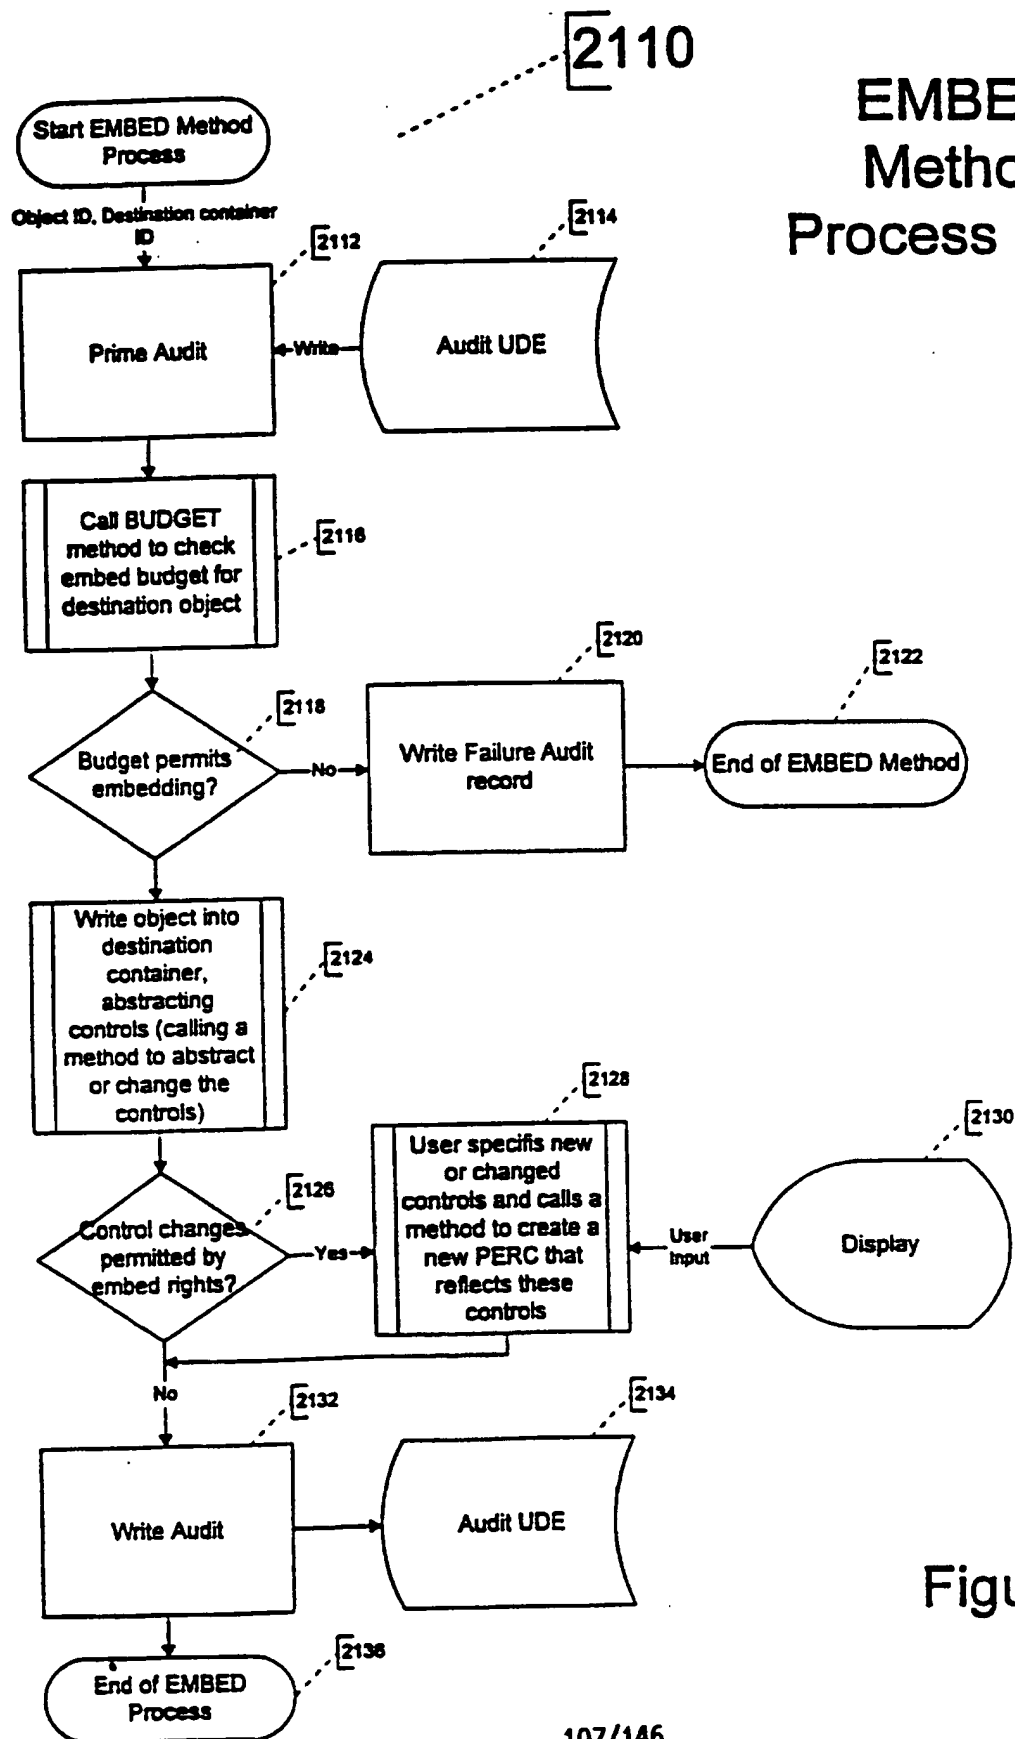 2110
EMBE
Metho
Process
Start EMBED Method
Process
Object ID, Destination container
ID
2112
2114
Prime Audit
Write
Audit UDE
Call BUDGET
method to check
embed budget for
destination object
2116
2118
Budget permits
embedding?
No
2120
Write Failure Audit
record
2122
End of EMBED Method
Write object into
destination
container,
abstracting
controls (calling a
method to abstract
or change the
controls)
2124
2126
Control changes
permitted by
embed rights?
Yes
2128
User specifis new
or changed
controls and calls a
method to create a
new PERC that
reflects these
controls
User
Input
2130
Display
No
2132
Write Audit
2134
Audit UDE
Figu
2136
End of EMBED
Process
107/146